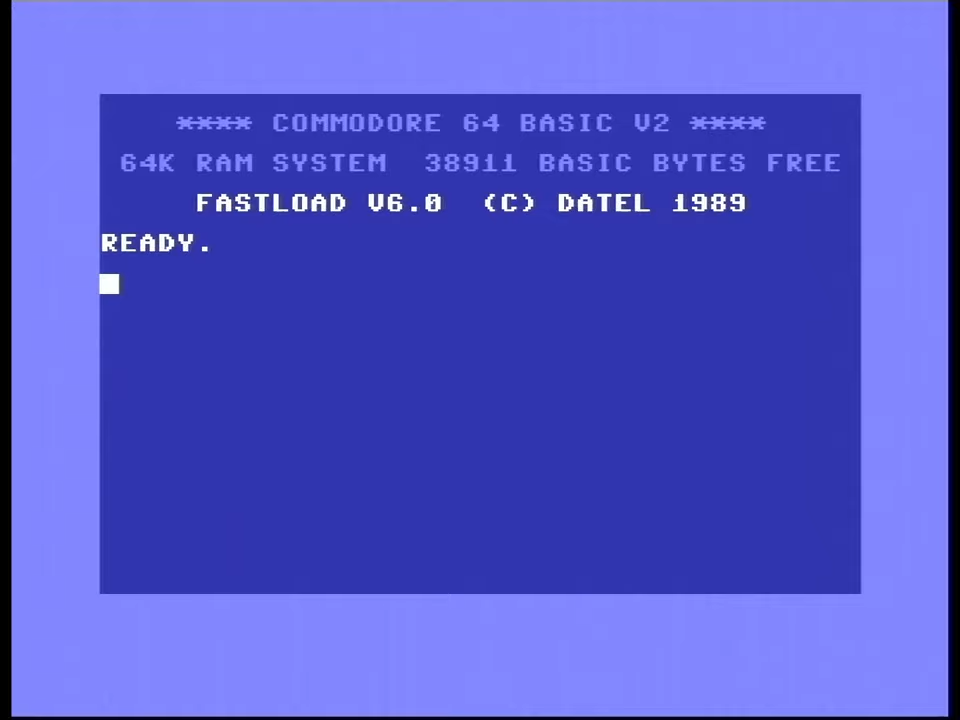 **** COMMODORE 64 BASIC V2 ****
64K RAM SYSTEM  38911 BASIC BYTES FREE
FASTLOAD V6.0  (C) DATEL 1989
READY.